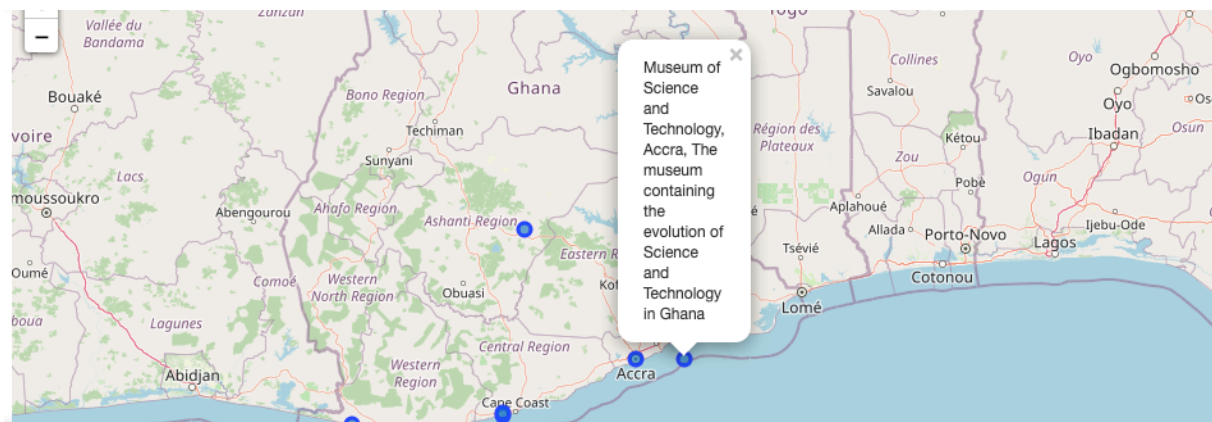 Zanzan
Togo
−
Vallée du
Bandama
Collines
Oyo
Ogbomosho
Museum of
Science
and
Technology,
Accra, The
museum
containing
the
evolution of
Science
and
Technology
in Ghana
×
Ghana
Bouaké
Bono Region
Savalou
Oyo
Techiman
Région des
Plateaux
Kétou
Ibadan
Osun
voire
Sunyani
Zou
Lacs
Pobè
Ogun
moussoukro
Abengourou
Ahafo Region
Ashanti Region
Aplahoué
Allada
Porto-Novo
Lagos
Ijebu-Ode
Eastern R
Tsévié
Oumé
Comoé
Western
North Region
Obuasi
Kof
Cotonou
Lomé
boua
Lagunes
Central Region
Abidjan
Western
Region
Accra
Cape Coast